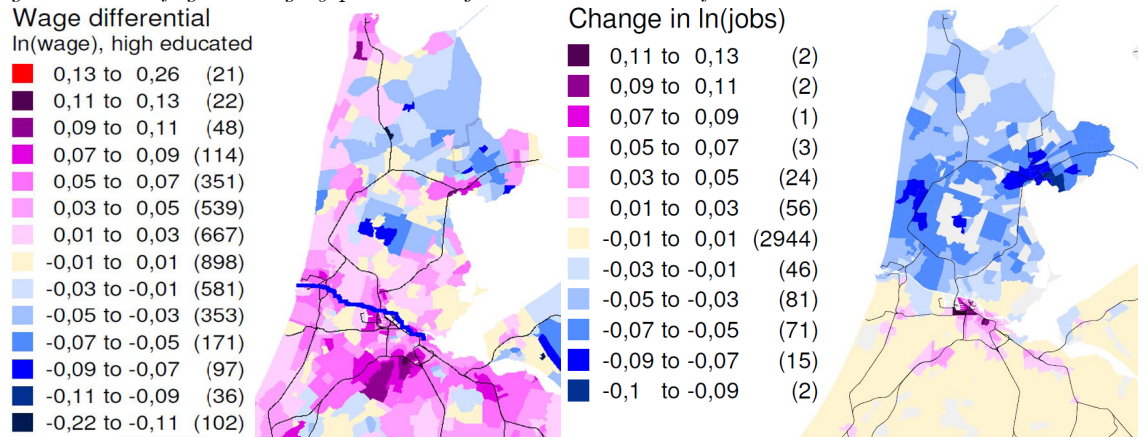 Wage differential
ln(wage), high educated
0,13 to 0,26 (21)
0,11 to 0,13 (22)
0,09 to 0,11 (48)
0,07 to 0,09 (114)
0,05 to 0,07 (351)
0,03 to 0,05 (539)
0,01 to 0,03 (667)
-0,01 to 0,01 (898)
-0,03 to -0,01 (581)
-0,05 to -0,03 (353)
-0,07 to -0,05 (171)
-0,09 to -0,07 (97)
-0,11 to -0,09 (36)
-0,22 to -0,11 (102)
Change in ln(jobs)
0,11 to 0,13 (2)
0,09 to 0,11 (2)
0,07 to 0,09 (1)
0,05 to 0,07 (3)
0,03 to 0,05 (24)
0,01 to 0,03 (56)
-0,01 to 0,01 (2944)
-0,03 to -0,01 (46)
-0,05 to -0,03 (81)
-0,07 to -0,05 (71)
-0,09 to -0,07 (15)
-0,1 to -0,09 (2)